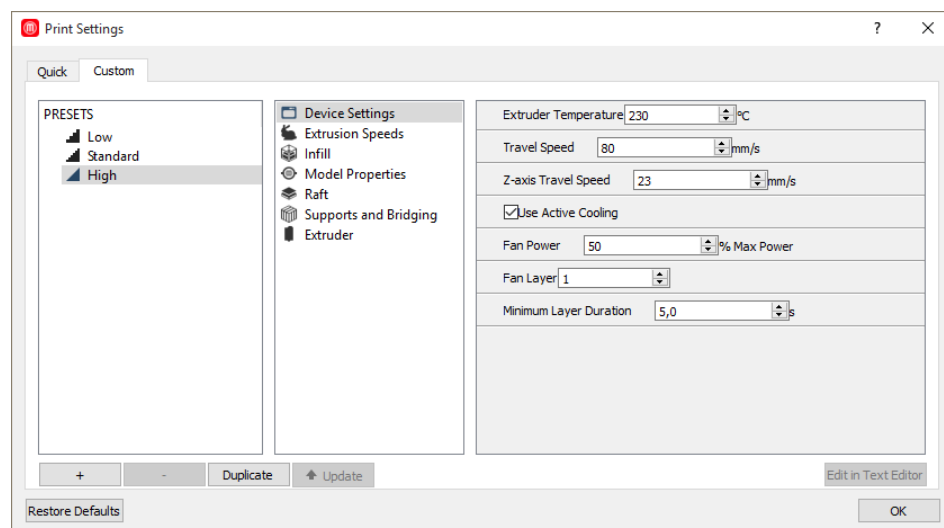 Print Settings
Quick
Custom
PRESETS
Low
Standard
High
Device Settings
Extrusion Speeds
Infill
Model Properties
Raft
Supports and Bridging
Extruder
Extruder Temperature 230 °C
Travel Speed 80 mm/s
Z-axis Travel Speed 23 mm/s
Use Active Cooling
Fan Power 50 % Max Power
Fan Layer 1
Minimum Layer Duration 5,0 s
+ - Duplicate Update Edit in Text Editor
Restore Defaults OK